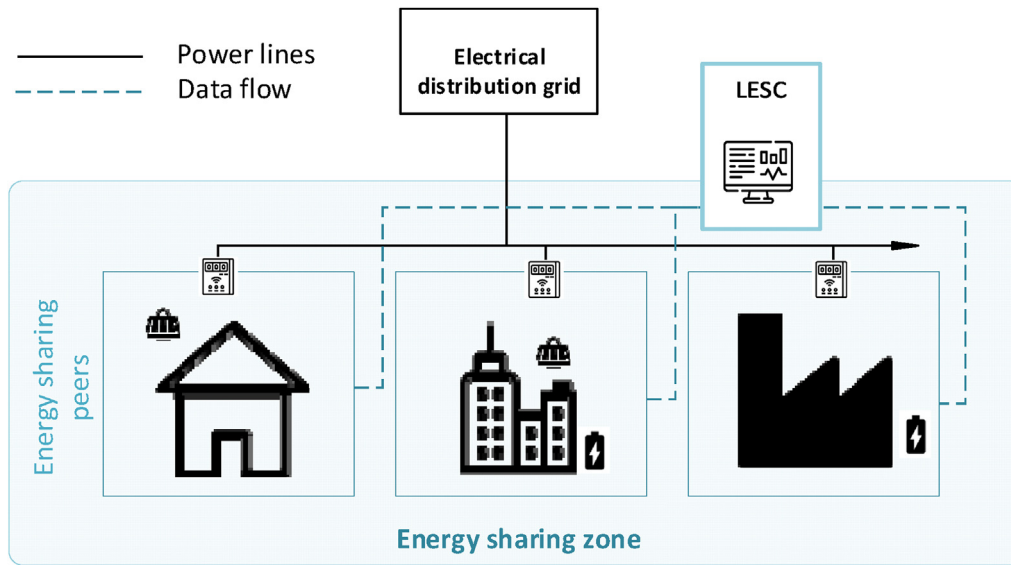 Power lines
Data flow
Electrical
distribution grid
LESC
Energy sharing
peers
Energy sharing zone